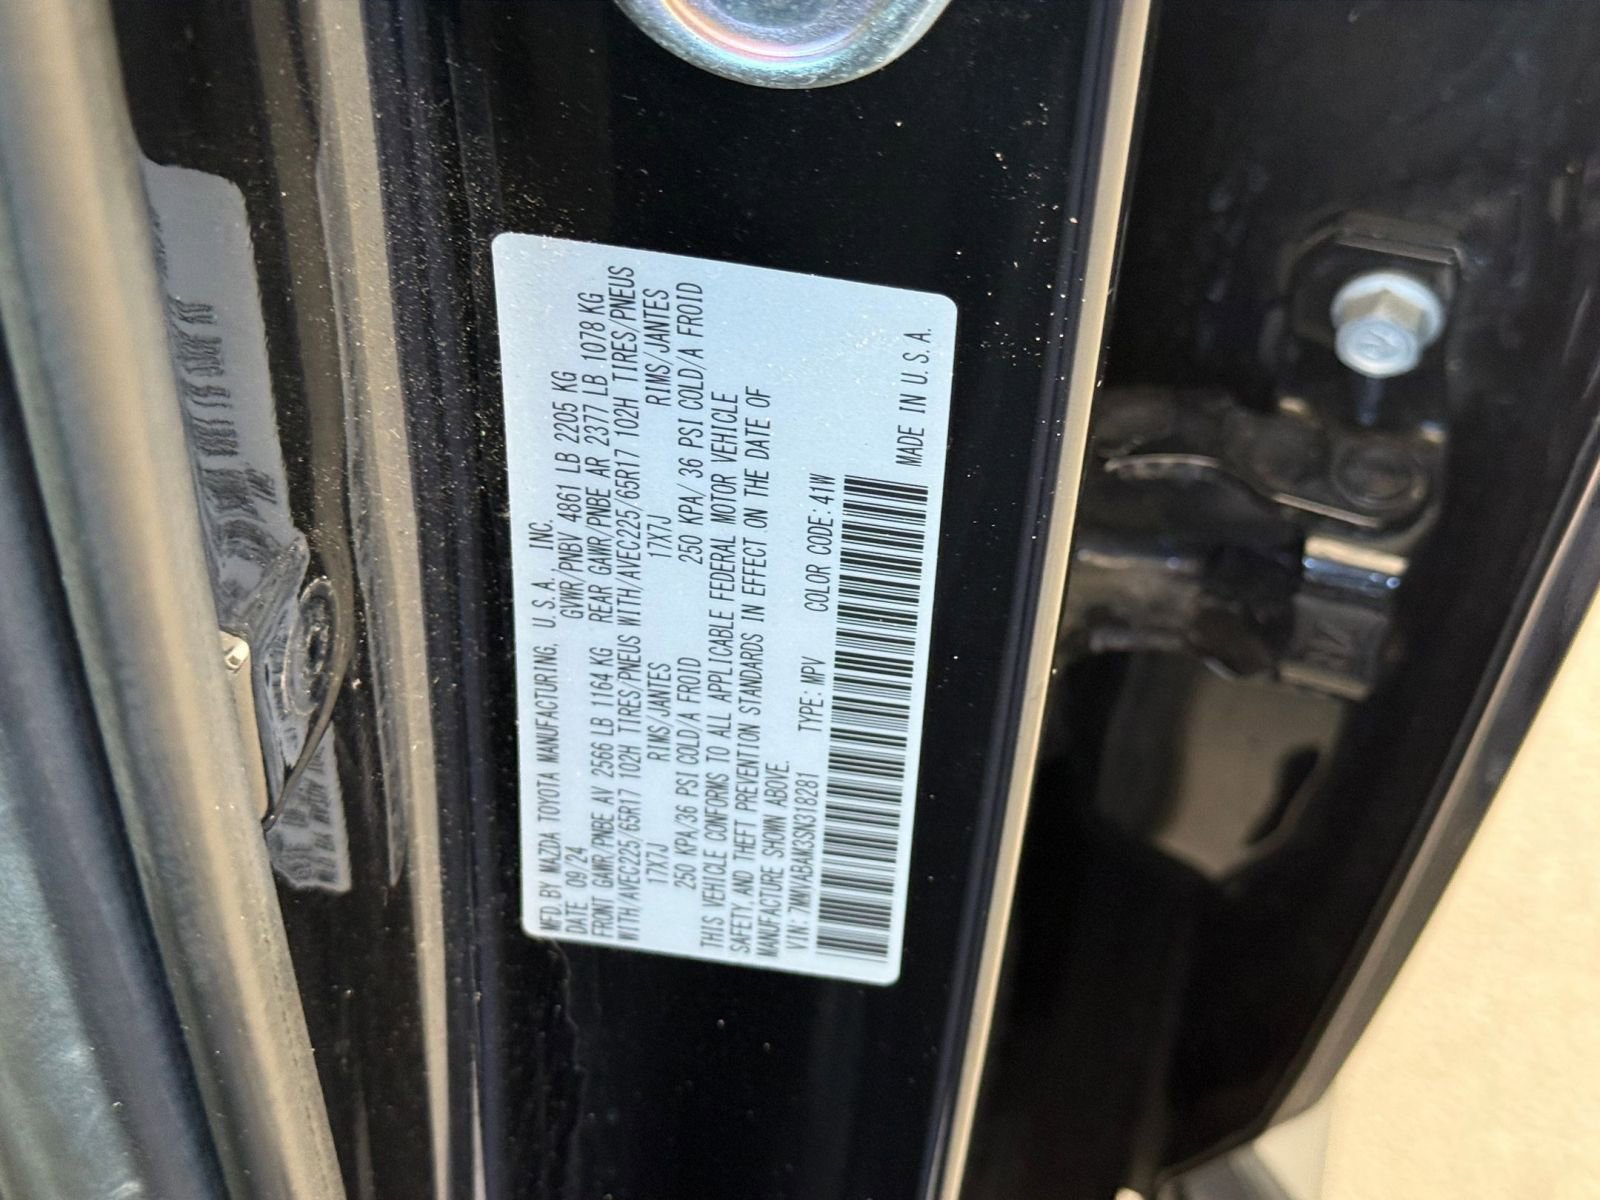 MFD BY MAZDA TOYOTA MANUFACTURING, U.S.A. INC.
DATE 09/24 GVWR/PNBV 4861 LB 2205 KG
FRONT GAWR/PNBE AV 2566 LB 1164 KG REAR GAWR/PNBE AR 2377 LB 1078 KG
WITH/AVEC225/65R17 102H TIRES/PNEUS WITH/AVEC225/65R17 102H TIRES/PNEUS
17X7J RIMS/JANTES 17X7J RIMS/JANTES
250 KPA/36 PSI COLD/A FROID 250 KPA/36 PSI COLD/A FROID
THIS VEHICLE CONFORMS TO ALL APPLICABLE FEDERAL MOTOR VEHICLE
SAFETY, AND THEFT PREVENTION STANDARDS IN EFFECT ON THE DATE OF
MANUFACTURE SHOWN ABOVE.
VIN: 7MMVABAW3SN318281 TYPE: MPV COLOR CODE: 41W
MADE IN U.S.A.